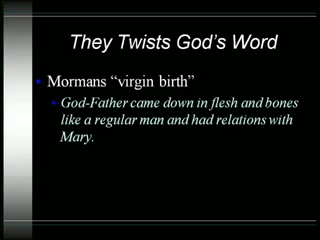 They Twists God's Word
Mormans “virgin birth”
God-Father came down in flesh and bones
like a regular man and had relations with
Mary.